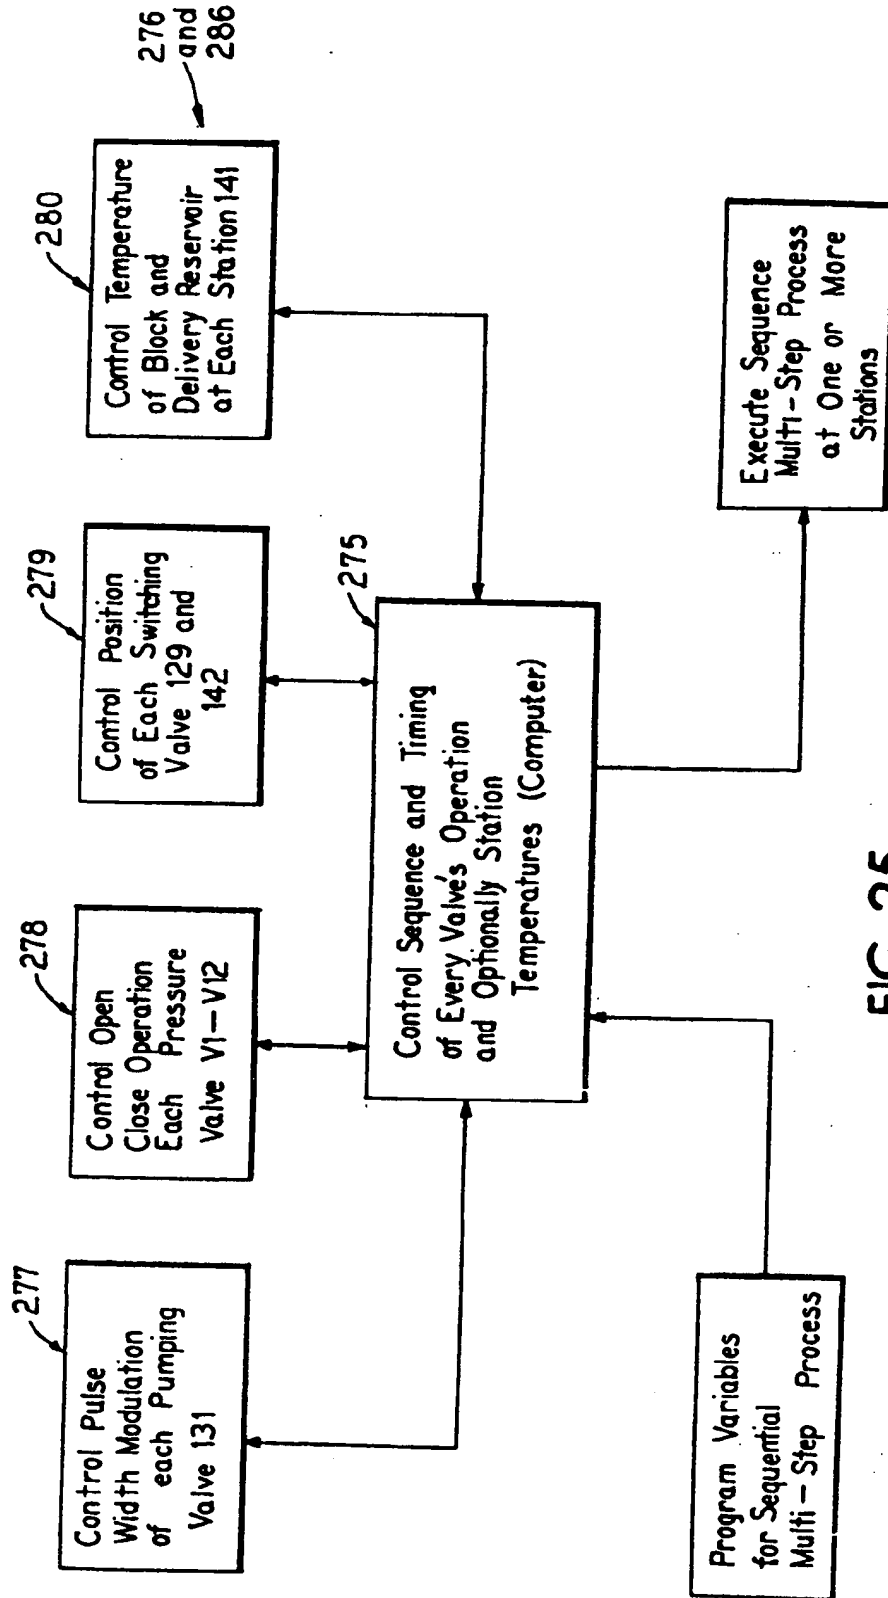 277
Control Pulse
Width Modulation
of each Pumping
Valve 131
278
Control Open
Close Operation
Each Pressure
Valve V1-V12
279
Control Position
of Each Switching
Valve 129 and
142
280
Control Temperature
of Block and
Delivery Reservoir
at Each Station 141
276
and
286
275
Control Sequence and Timing
of Every Valve's Operation
and Optionally Station
Temperatures (Computer)
Program Variables
for Sequential
Multi-Step Process
Execute Sequence
Multi-Step Process
at One or More
Stations